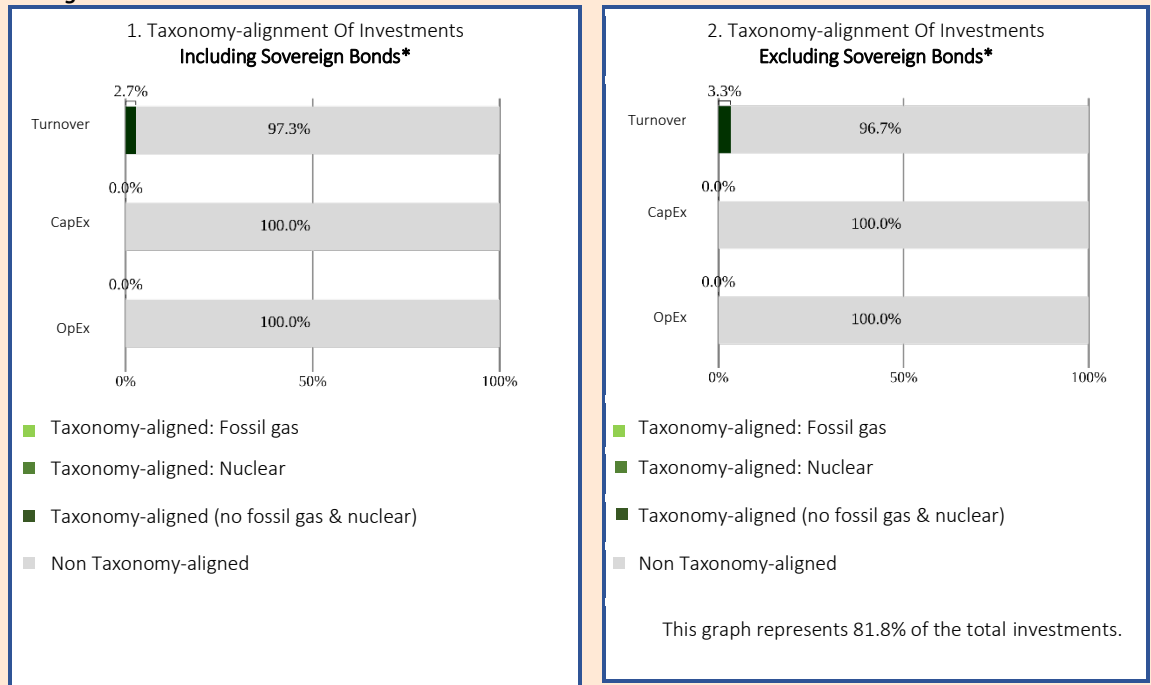 1. Taxonomy-alignment Of Investments
Including Sovereign Bonds*
2.7%
Turnover
97.3%
0.0%
CapEx
100.0%
0.0%
OpEx
100.0%
0%
50%
100%
Taxonomy-aligned: Fossil gas
Taxonomy-aligned: Nuclear
Taxonomy-aligned (no fossil gas & nuclear)
Non Taxonomy-aligned
2. Taxonomy-alignment Of Investments
Excluding Sovereign Bonds*
3.3%
Turnover
96.7%
0.0%
CapEx
100.0%
0.0%
OpEx
100.0%
0%
50%
100%
Taxonomy-aligned: Fossil gas
Taxonomy-aligned: Nuclear
Taxonomy-aligned (no fossil gas & nuclear)
Non Taxonomy-aligned
This graph represents 81.8% of the total investments.